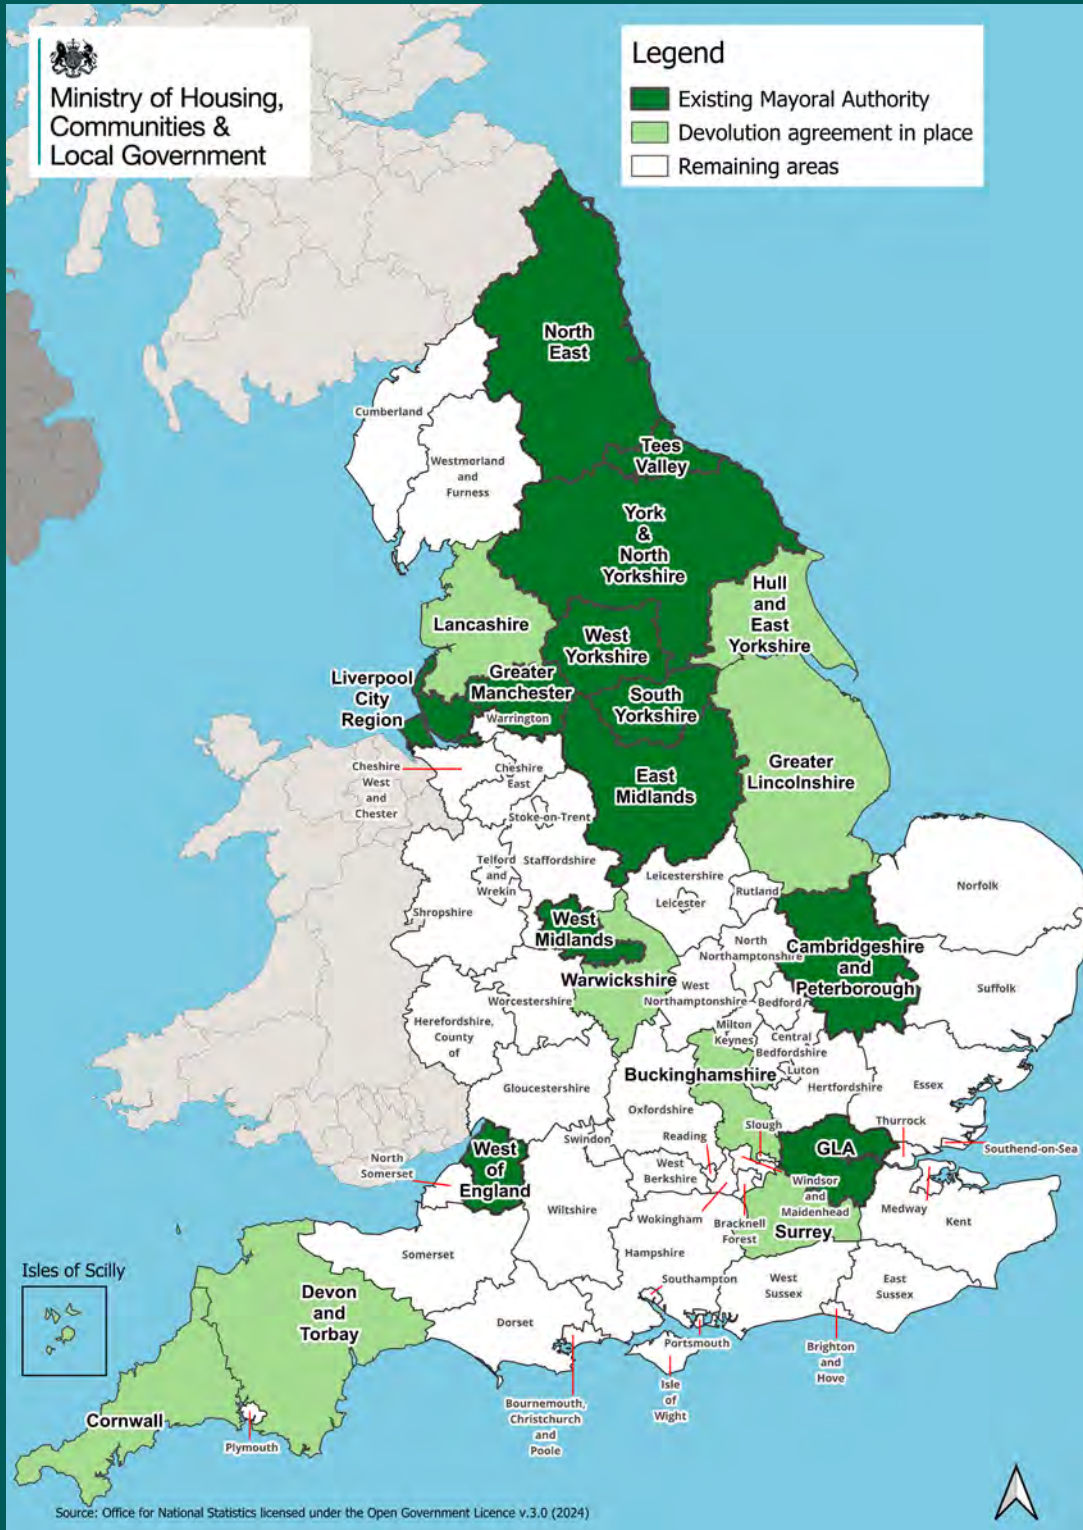 Ministry of Housing,
Communities &
Local Government
Legend
Existing Mayoral Authority
Devolution agreement in place
Remaining areas
North
East
Cumberland
Westmorland
and
Furness
Tees
Valley
York
&
North
Yorkshire
Hull
and
East
Yorkshire
Lancashire
West
Yorkshire
Liverpool
City
Region
Greater
Manchester
South
Yorkshire
Warrington
Cheshire
West
and
Chester
Cheshire
East
East
Midlands
Greater
Lincolnshire
Stoke-on-Trent
Telford
and
Wrekin
Staffordshire
Leicestershire
Leicester
Rutland
Norfolk
Shropshire
West
Midlands
North
Northamptonshire
Cambridgeshire
and
Peterborough
Warwickshire
West
Northamptonshire
Bedford
Suffolk
Worcestershire
Herefordshire,
County
of
Milton
Keynes
Central
Bedfordshire
Luton
Buckinghamshire
Hertfordshire
Essex
Gloucestershire
Oxfordshire
Slough
Thurrock
Southend-on-Sea
Swindon
Reading
GLA
North
Somerset
West
of
England
West
Berkshire
Windsor
and
Maidenhead
Medway
Kent
Wiltshire
Wokingham
Bracknell
Forest
Surrey
Somerset
Hampshire
Southampton
West
Sussex
East
Sussex
Isles of Scilly
Devon
and
Torbay
Dorset
Portsmouth
Brighton
and
Hove
Isle
of
Wight
Bournemouth,
Christchurch
and
Poole
Cornwall
Plymouth
Source: Office for National Statistics licensed under the Open Government Licence v.3.0 (2024)